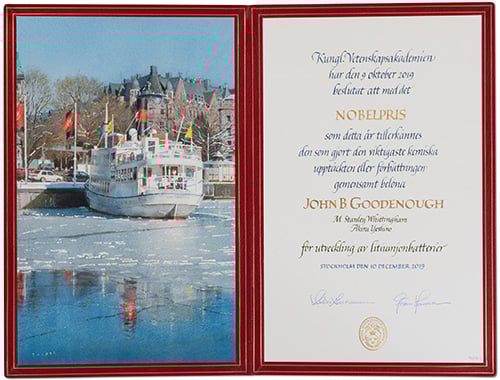 Kungl. Vetenskapsakademien
har den 9 oktober 2019
beslutat att med det
NOBELPRIS
som detta år tillerkännes
den som gjort den viktigaste kemiska
upptäckten eller förbättringen
gemensamt belöna
JOHN B. GOODENOUGH
M. Stanley Whittingham
Akira Yoshino
för utveckling av litiumjonbatterier
STOCKHOLM DEN 10 DECEMBER 2019